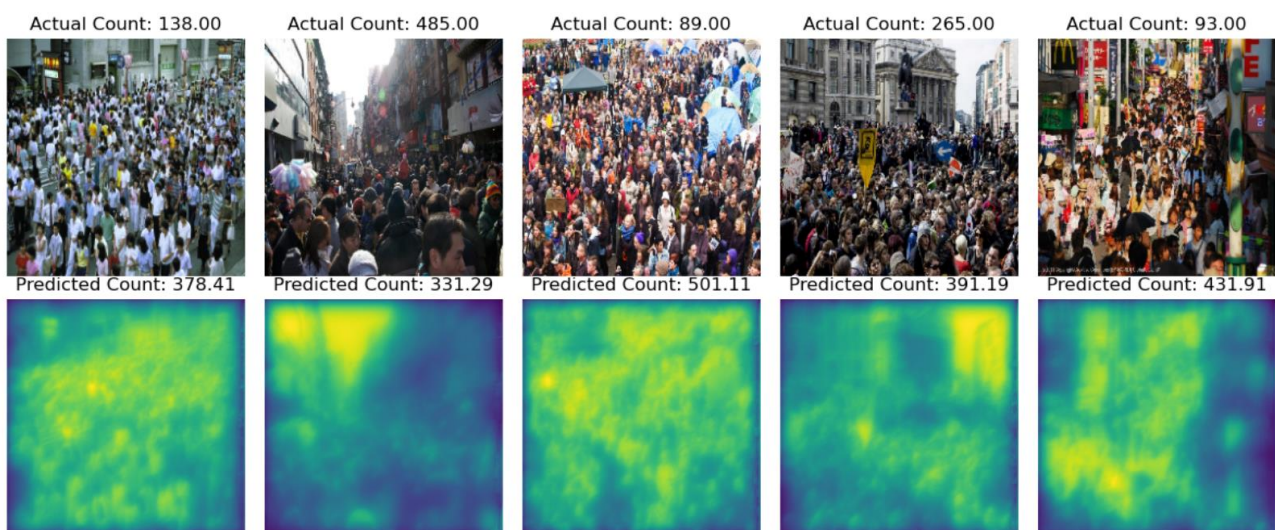 Actual Count: 138.00
Actual Count: 485.00
Actual Count: 89.00
Actual Count: 265.00
Actual Count: 93.00
Predicted Count: 378.41
Predicted Count: 331.29
Predicted Count: 501.11
Predicted Count: 391.19
Predicted Count: 431.91